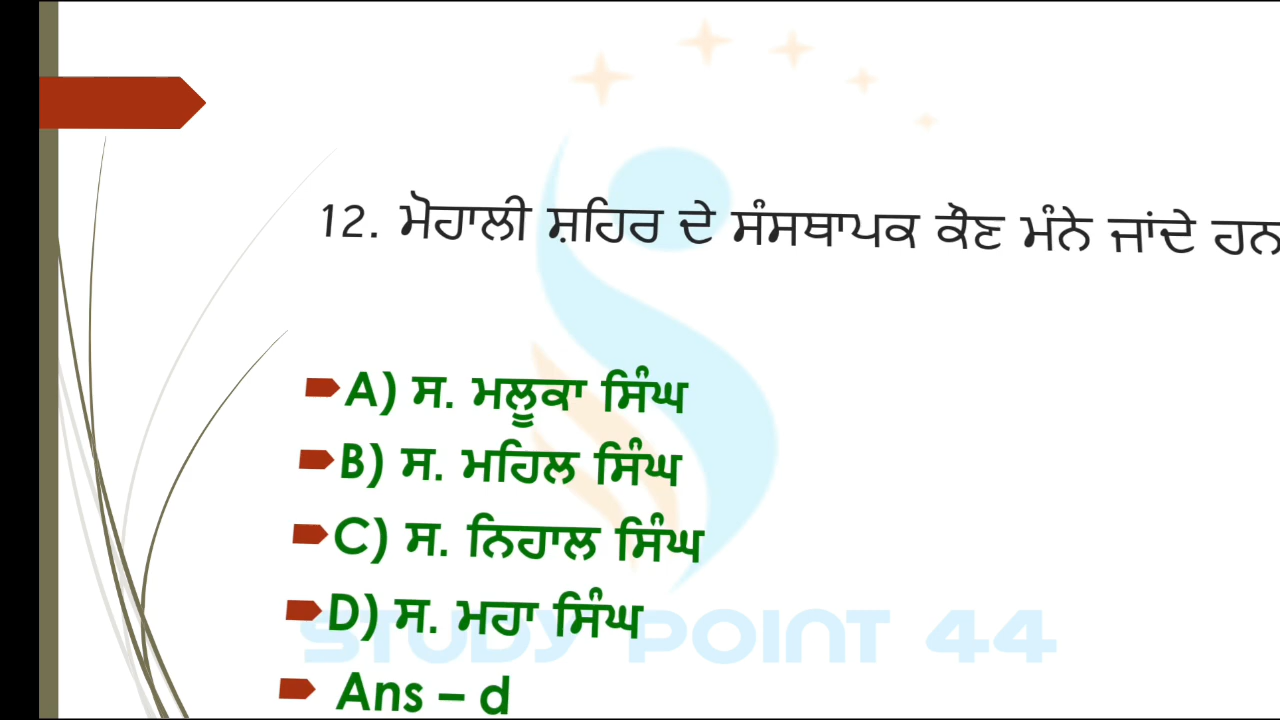 12. ਮੋਹਾਲੀ ਸ਼ਹਿਰ ਦੇ ਸੰਸਥਾਪਕ ਕੌਣ ਮੰਨੇ ਜਾਂਦੇ ਹਨ
A) ਸ. ਮਲੂਕਾ ਸਿੰਘ
B) ਸ. ਮਹਿਲ ਸਿੰਘ
C) ਸ. ਨਿਹਾਲ ਸਿੰਘ
D) ਸ. ਮਹਾ ਸਿੰਘ
STUDY POINT 44
Ans – d